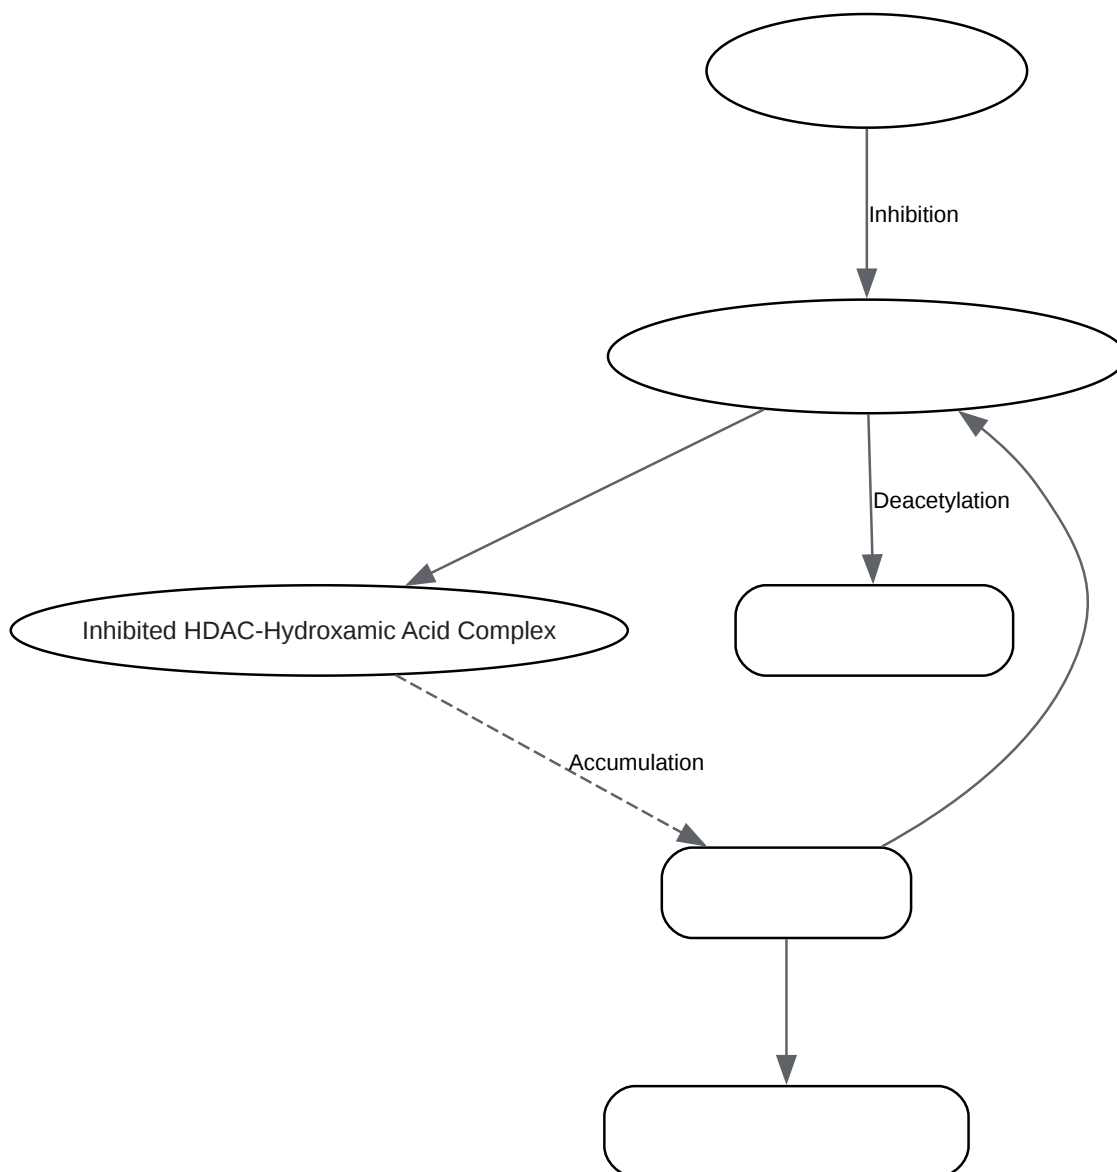 Inhibition
Deacetylation
Inhibited HDAC-Hydroxamic Acid Complex
Accumulation